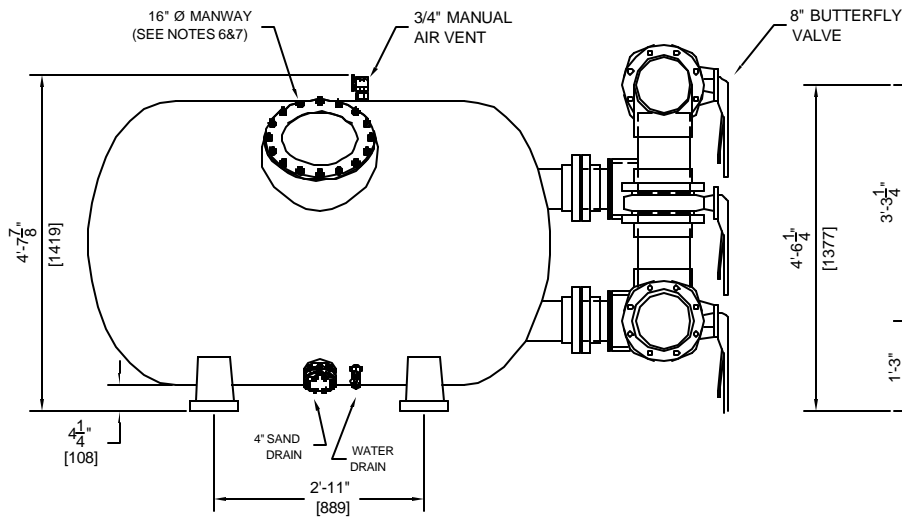 16" Ø MANWAY
(SEE NOTES 6&7)
3/4" MANUAL
AIR VENT
8" BUTTERFLY
VALVE
4'-7 7/8"
[1419]
4'-6 1/4"
[1377]
3'-3 1/4"
1'-3"
4 1/4"
[108]
4" SAND
DRAIN
WATER
DRAIN
2'-11"
[889]